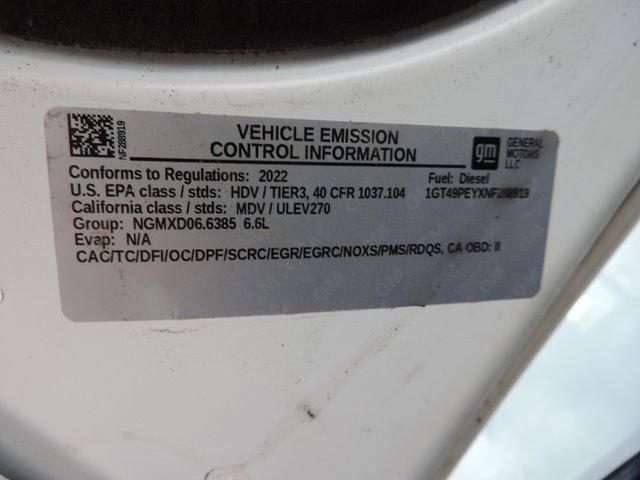 NF288919
VEHICLE EMISSION
CONTROL INFORMATION
gm
GENERAL
MOTORS
LLC
Conforms to Regulations: 2022
Fuel: Diesel
U.S. EPA class / stds: HDV / TIER3, 40 CFR 1037.104
1GT49PEYXNF288919
California class / stds: MDV / ULEV270
Group: NGMXD06.6385 6.6L
Evap: N/A
CAC/TC/DFI/OC/DPF/SCRC/EGR/EGRC/NOXS/PMS/RDQS, CA OBD: II